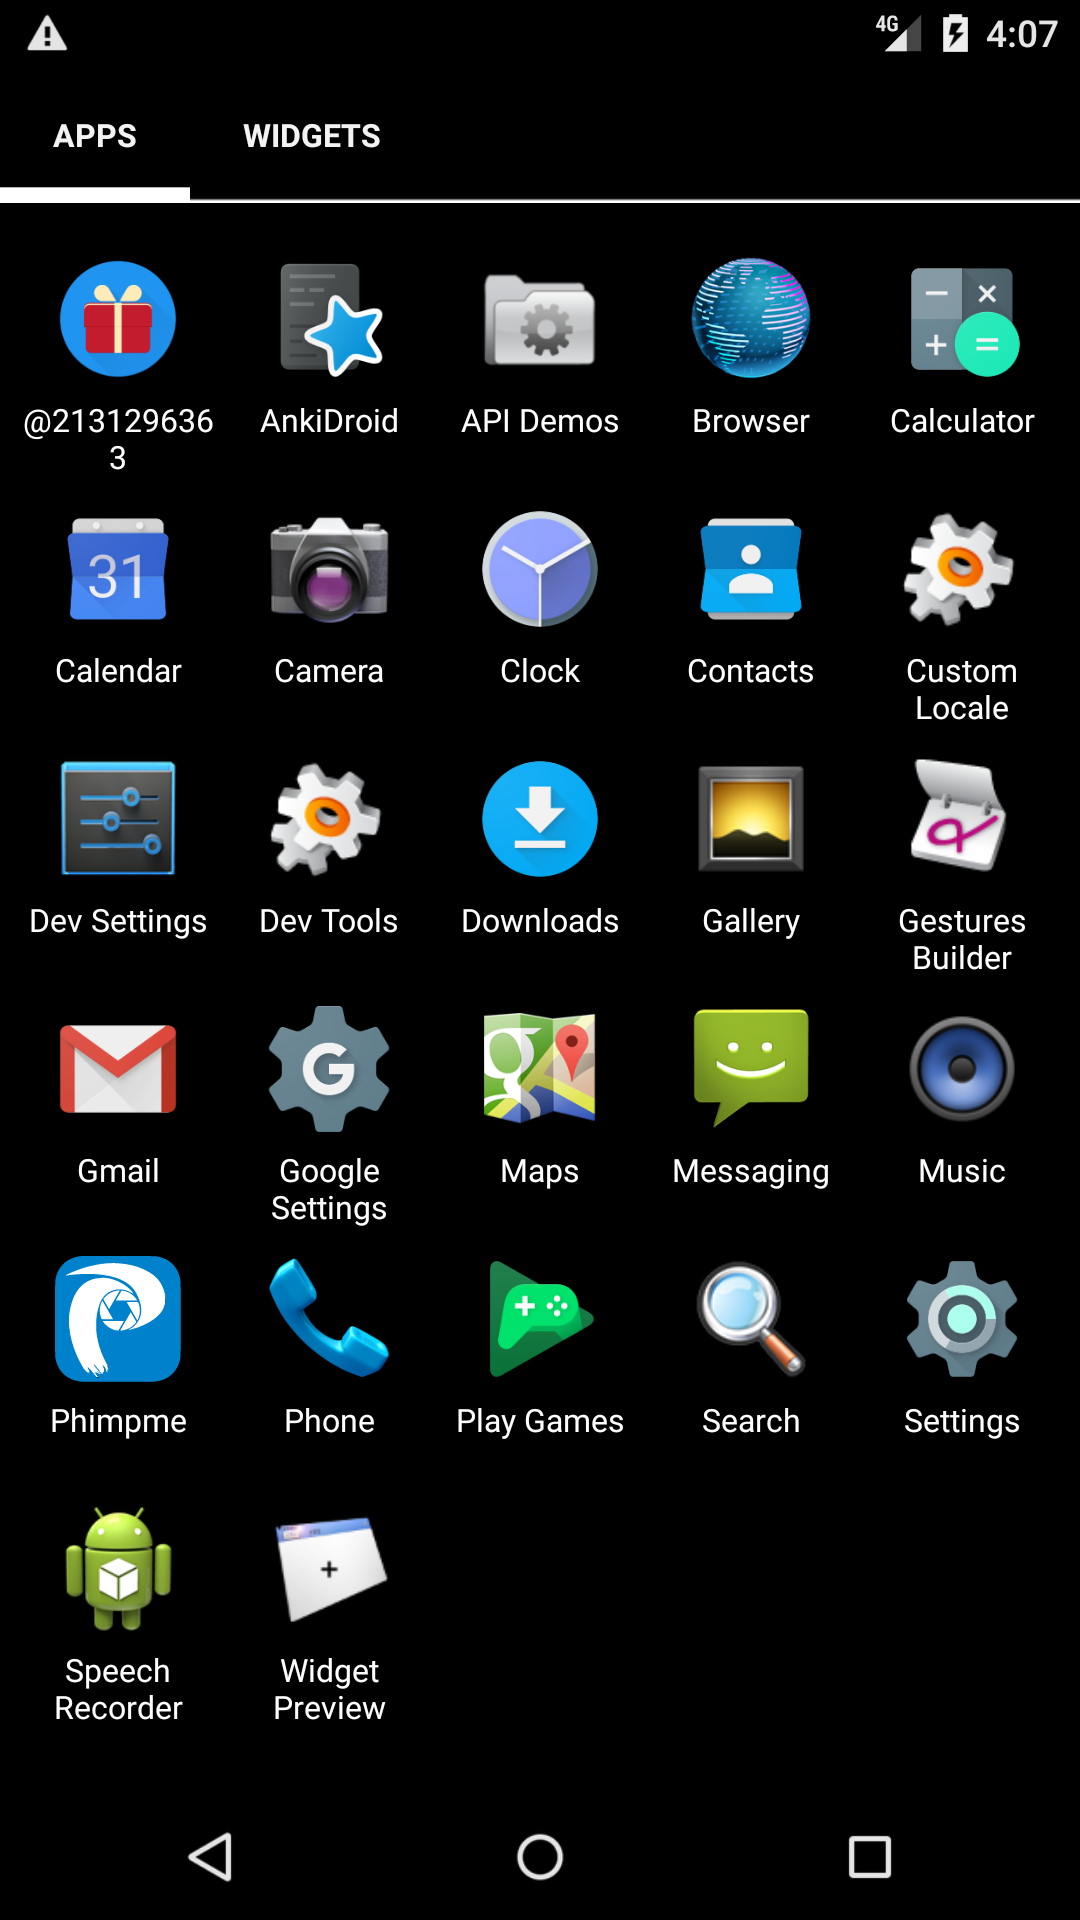 4G 4:07
APPS WIDGETS
@213129636
3
AnkiDroid
API Demos
Browser
Calculator
31
Calendar
Camera
Clock
Contacts
Custom
Locale
Dev Settings
Dev Tools
Downloads
Gallery
Gestures
Builder
Gmail
G
Google
Settings
g
Maps
Messaging
Music
Phimpme
Phone
Play Games
Search
Settings
Speech
Recorder
Widget
Preview